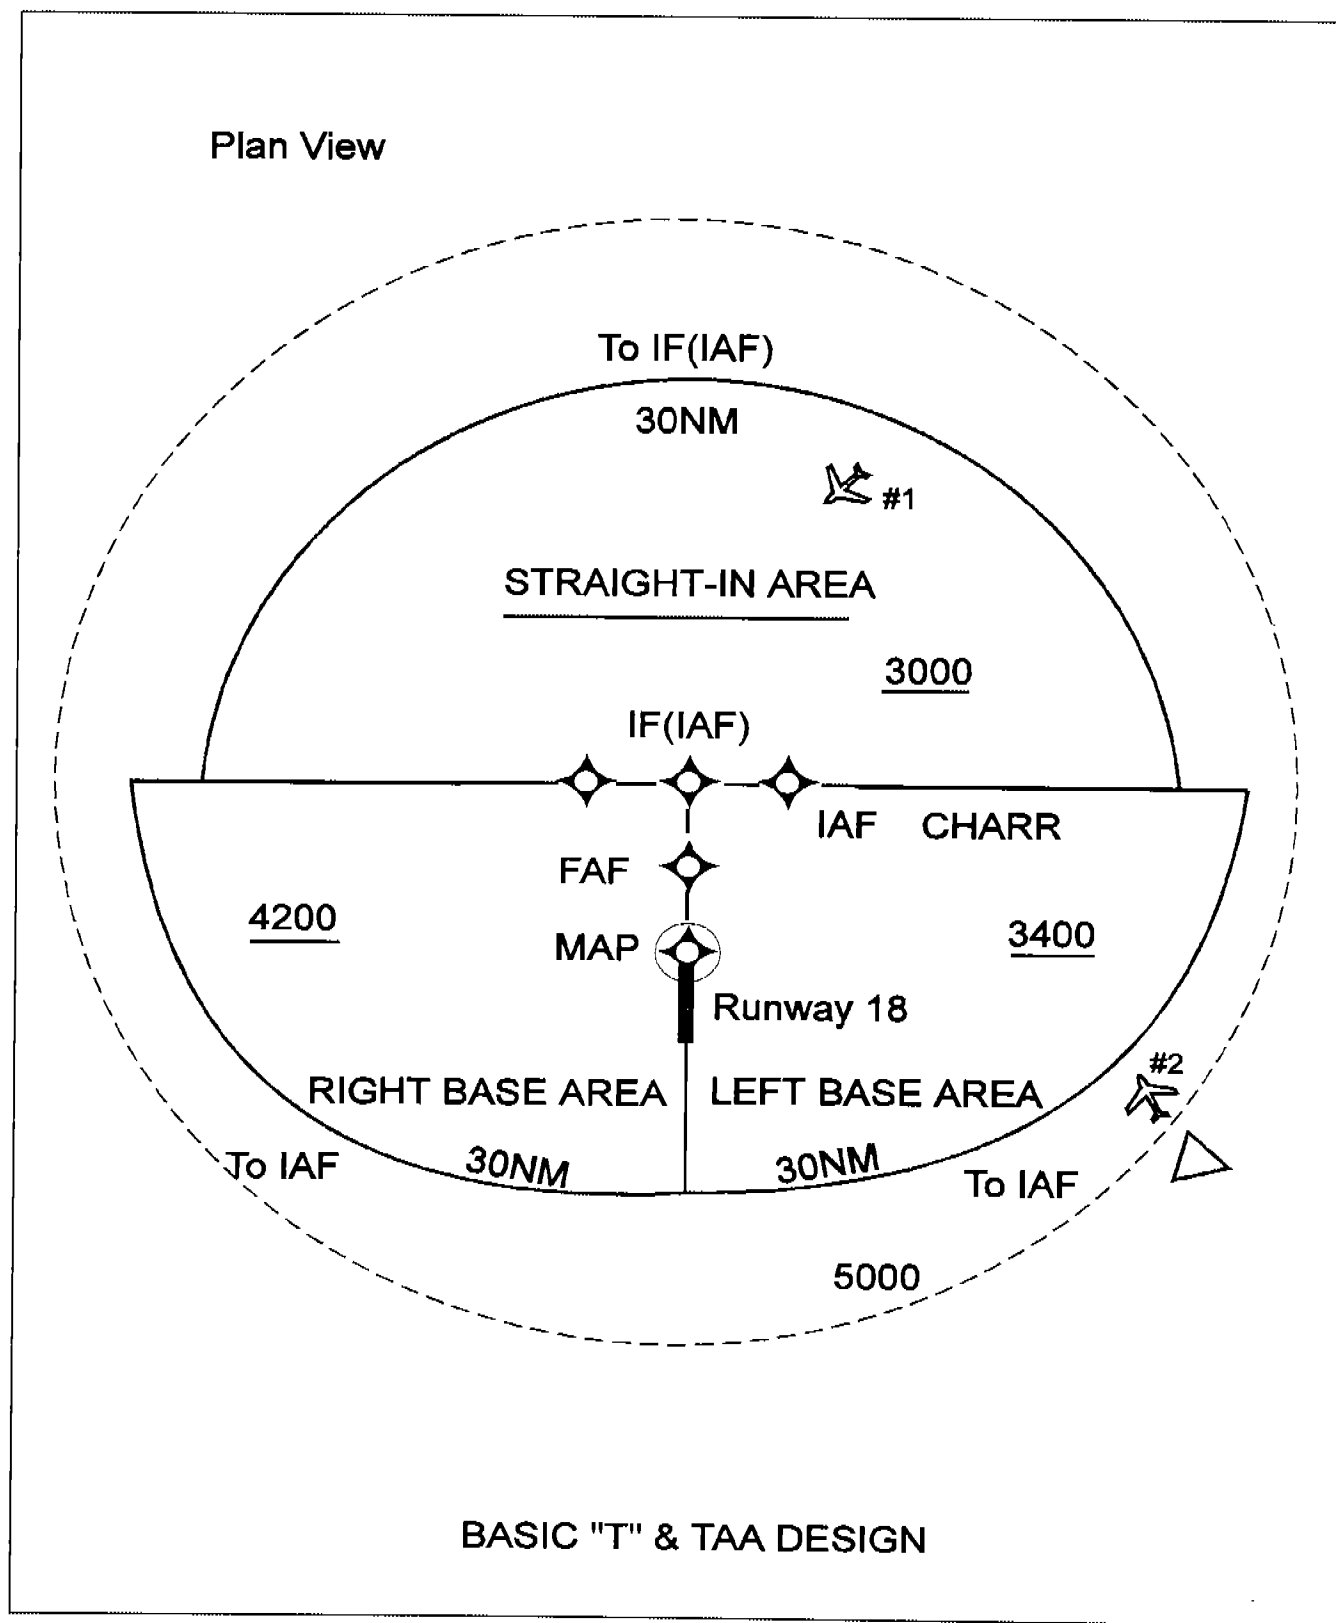 Plan View
To IF(IAF)
30NM
#1
STRAIGHT-IN AREA
3000
IF(IAF)
IAF CHARR
FAF
4200
3400
MAP
Runway 18
#2
RIGHT BASE AREA
LEFT BASE AREA
To IAF
30NM
30NM
To IAF
5000
BASIC "T" & TAA DESIGN